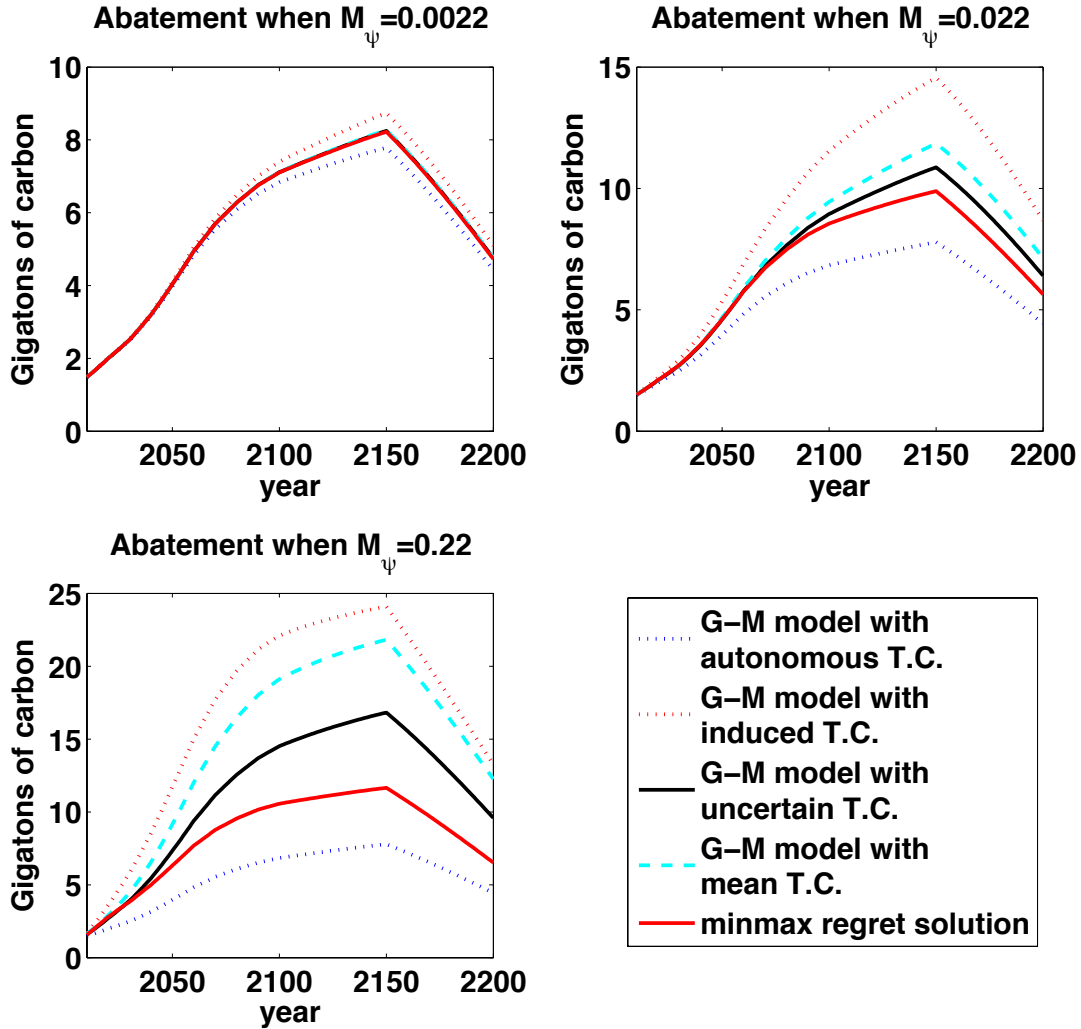 Abatement when M_ψ=0.0022
10
8
6
4
2
0
Gigatons of carbon
2050 2100 2150 2200
year
Abatement when M_ψ=0.022
15
10
5
0
Gigatons of carbon
2050 2100 2150 2200
year
Abatement when M_ψ=0.22
25
20
15
10
5
0
Gigatons of carbon
2050 2100 2150 2200
year
G−M model with
autonomous T.C.
G−M model with
induced T.C.
G−M model with
uncertain T.C.
G−M model with
mean T.C.
minmax regret solution